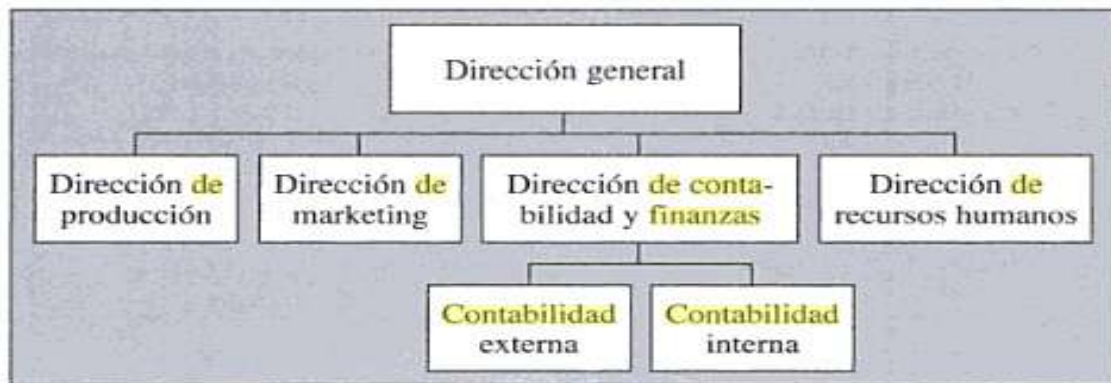 Dirección general
Dirección de
producción
Dirección de
marketing
Dirección de conta-
bilidad y finanzas
Dirección de
recursos humanos
Contabilidad
externa
Contabilidad
interna